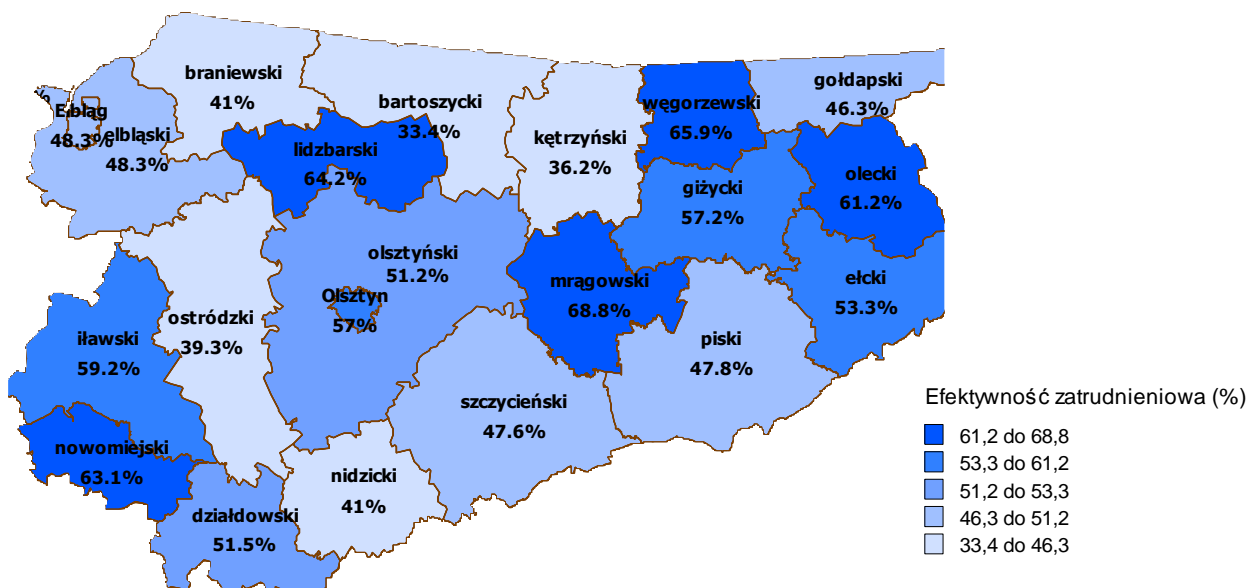 braniewski
41%
bartoszycki
33.4%
gołdapski
46.3%
węgorzewski
65.9%
Elbląg
48.3%
elbląski
48.3%
lidzbarski
64.2%
kętrzyński
36.2%
giżycki
57.2%
olecki
61.2%
olsztyński
51.2%
Olsztyn
57%
mrągowski
68.8%
ełcki
53.3%
ostródzki
39.3%
iławski
59.2%
piski
47.8%
szczycieński
47.6%
nowomiejski
63.1%
nidzicki
41%
działdowski
51.5%
Efektywność zatrudnieniowa (%)
61,2 do 68,8
53,3 do 61,2
51,2 do 53,3
46,3 do 51,2
33,4 do 46,3